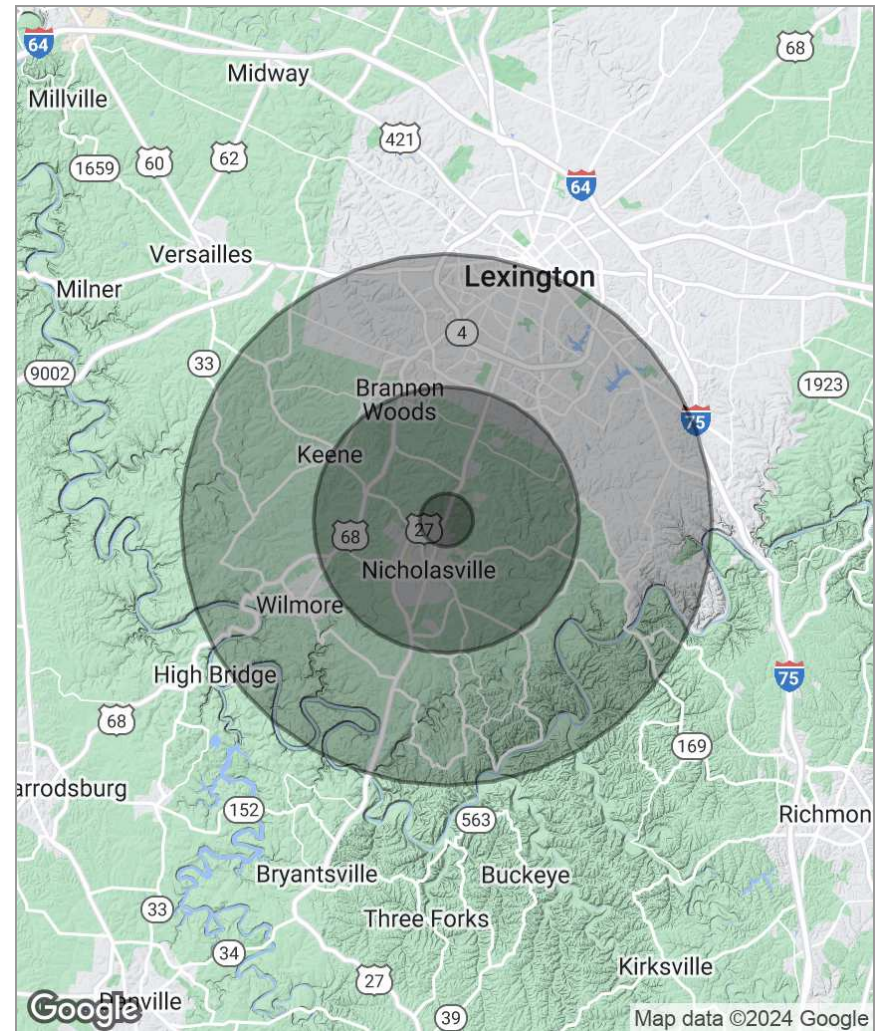 64
68
Midway
Millville
421
60
62
1659
64
Versailles
Lexington
Milner
4
33
9002
Brannon
Woods
1923
75
Keene
27
68
Nicholasville
Wilmore
High Bridge
75
68
169
arrodsburg
152
563
Richmon
Bryantsville
Buckeye
33
Three Forks
34
Kirksville
27
Google
Danville
39
Map data ©2024 Google